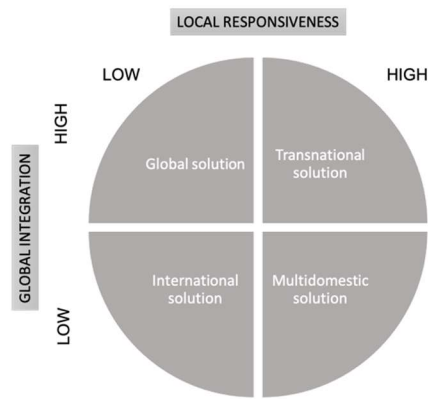 LOCAL RESPONSIVENESS
LOW
HIGH
HIGH
GLOBAL INTEGRATION
LOW
Global solution
Transnational
solution
International
solution
Multidomestic
solution